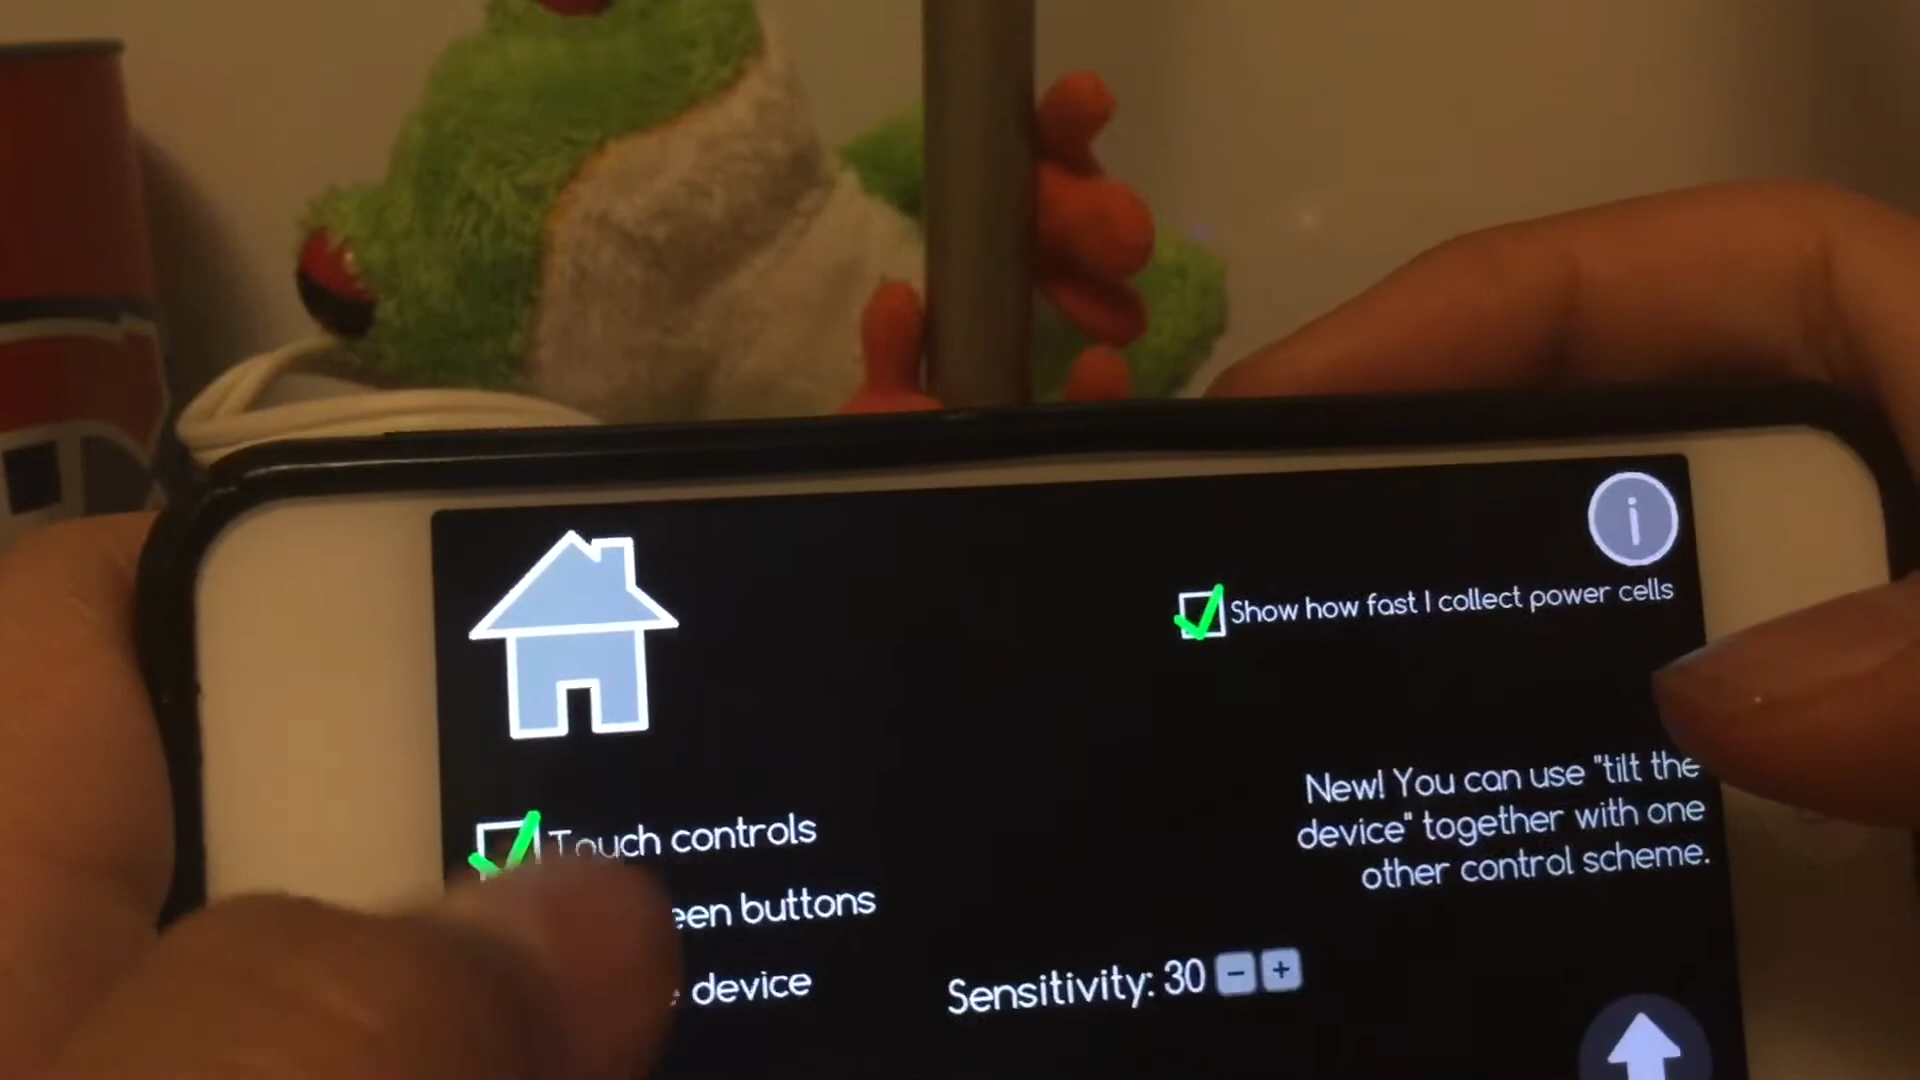 i
Show how fast I collect power cells
New! You can use "tilt the
device" together with one
other control scheme.
Touch controls
buttons
device
Sensitivity: 30 - +